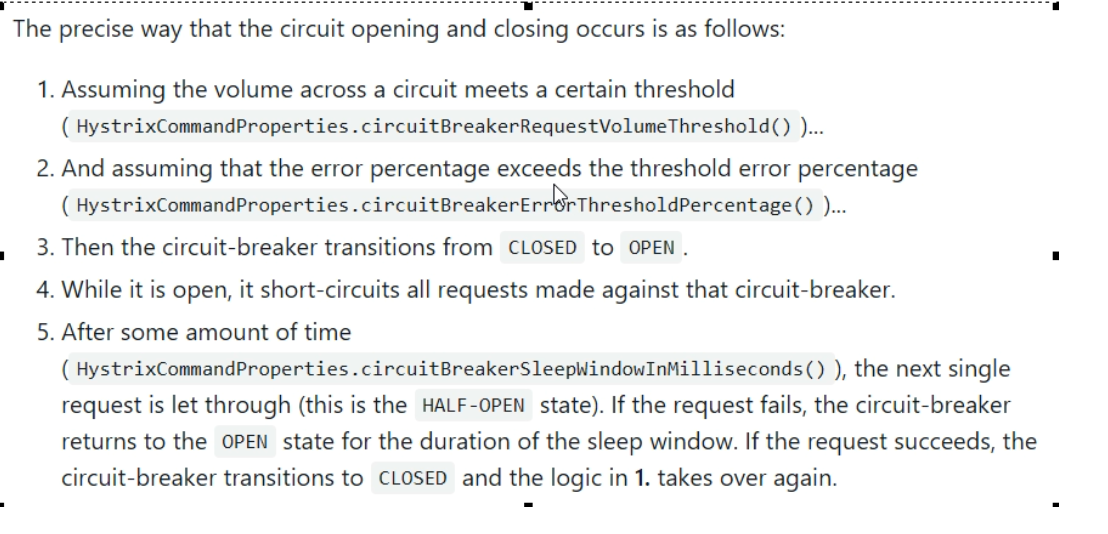 The precise way that the circuit opening and closing occurs is as follows:
1. Assuming the volume across a circuit meets a certain threshold
( HystrixCommandProperties.circuitBreakerRequestVolumeThreshold() )...
2. And assuming that the error percentage exceeds the threshold error percentage
( HystrixCommandProperties.circuitBreakerErrorThresholdPercentage() )...
3. Then the circuit-breaker transitions from CLOSED to OPEN .
4. While it is open, it short-circuits all requests made against that circuit-breaker.
5. After some amount of time
( HystrixCommandProperties.circuitBreakerSleepWindowInMilliseconds() ), the next single
request is let through (this is the HALF-OPEN state). If the request fails, the circuit-breaker
returns to the OPEN state for the duration of the sleep window. If the request succeeds, the
circuit-breaker transitions to CLOSED and the logic in 1. takes over again.